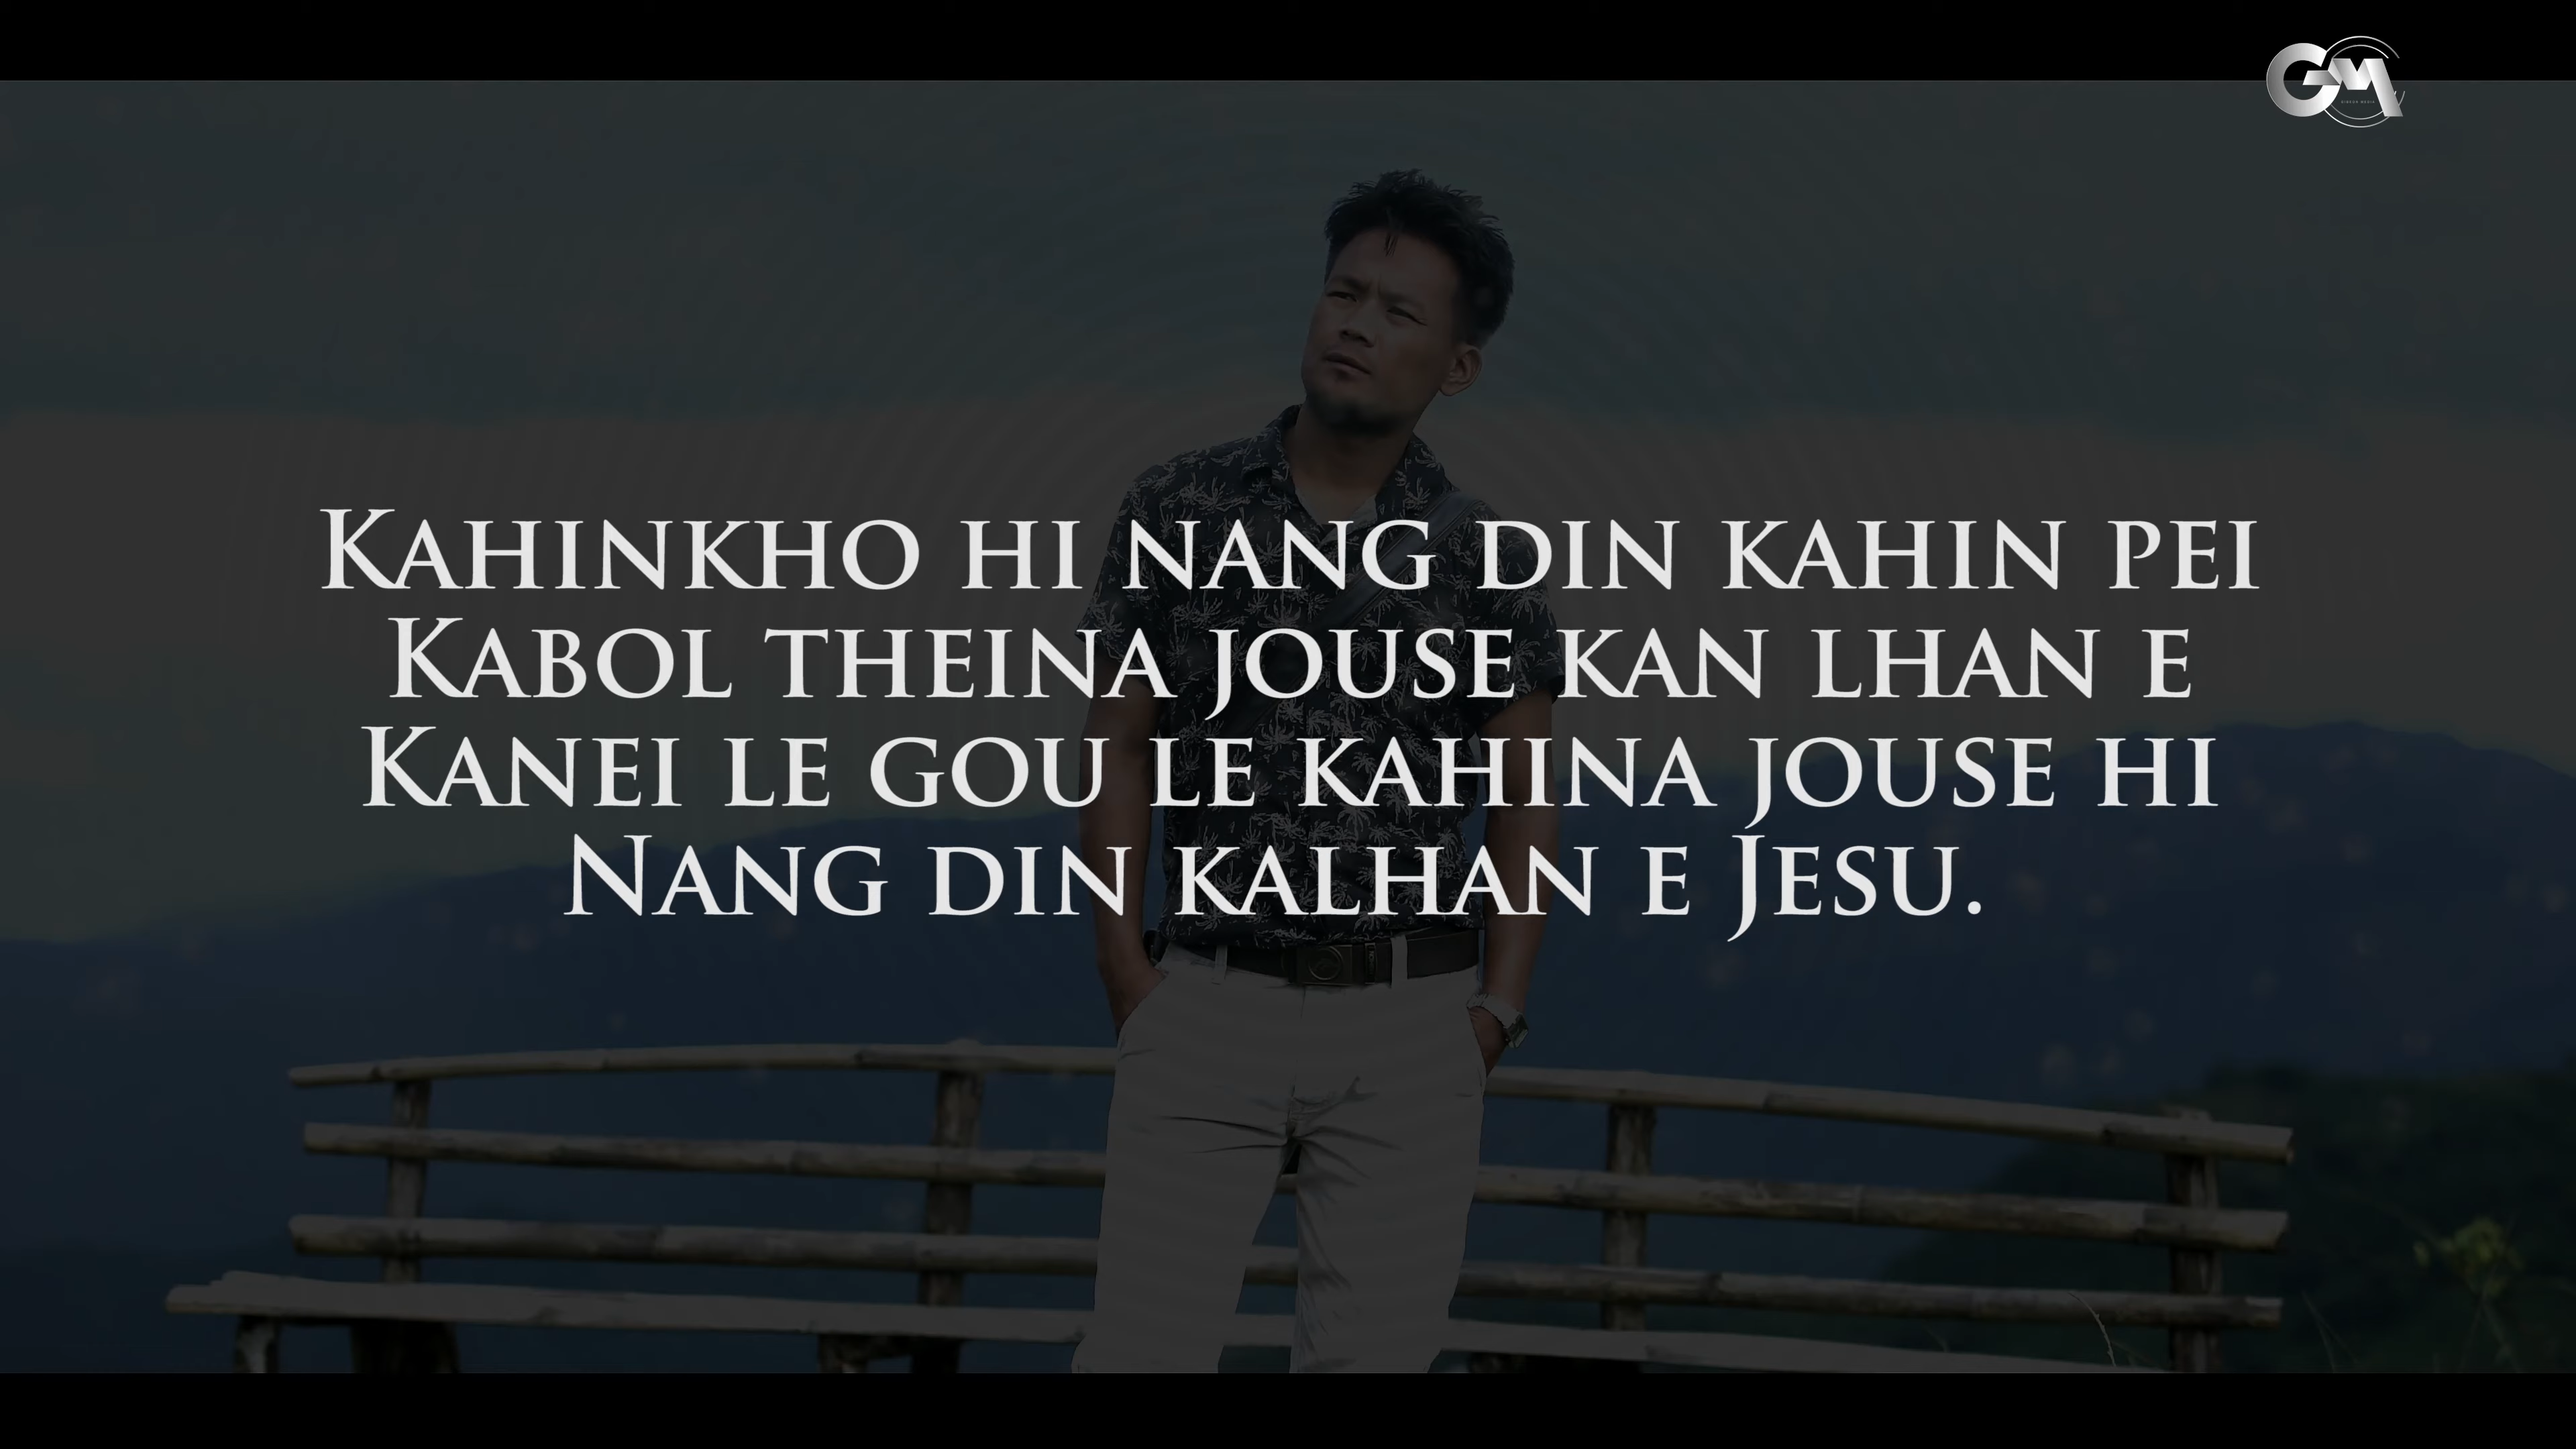 GM
Kahinkho hi nang din kahin pei
Kabol theina jouse kan lhan e
Kanei le gou le kahina jouse hi
Nang din kalhan e Jesu.